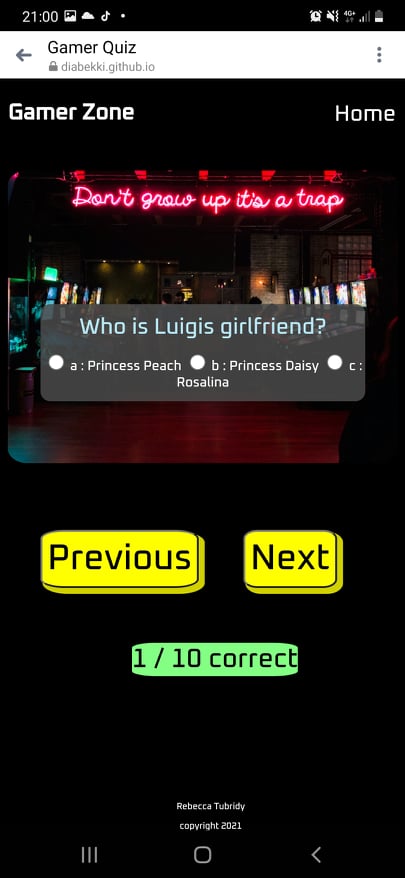 21:00
4G+
Gamer Quiz
diabekki.github.io
Gamer Zone
Home
Don't grow up it's a trap
Who is Luigis girlfriend?
a : Princess Peach b : Princess Daisy c :
Rosalina
Previous
Next
1 / 10 correct
Rebecca Tubridy
copyright 2021